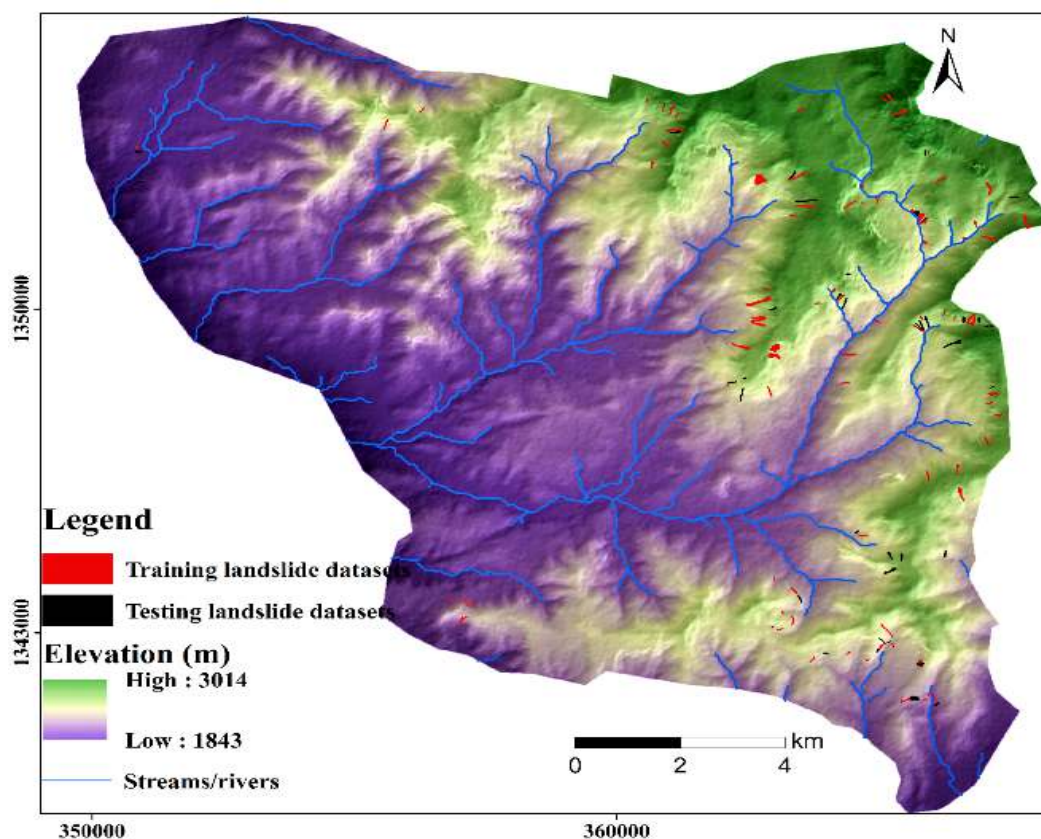 N
1350000
1343000
Legend
Training landslide datasets
Testing landslide datasets
Elevation (m)
High : 3014
Low : 1843
Streams/rivers
km
0 2 4
350000 360000